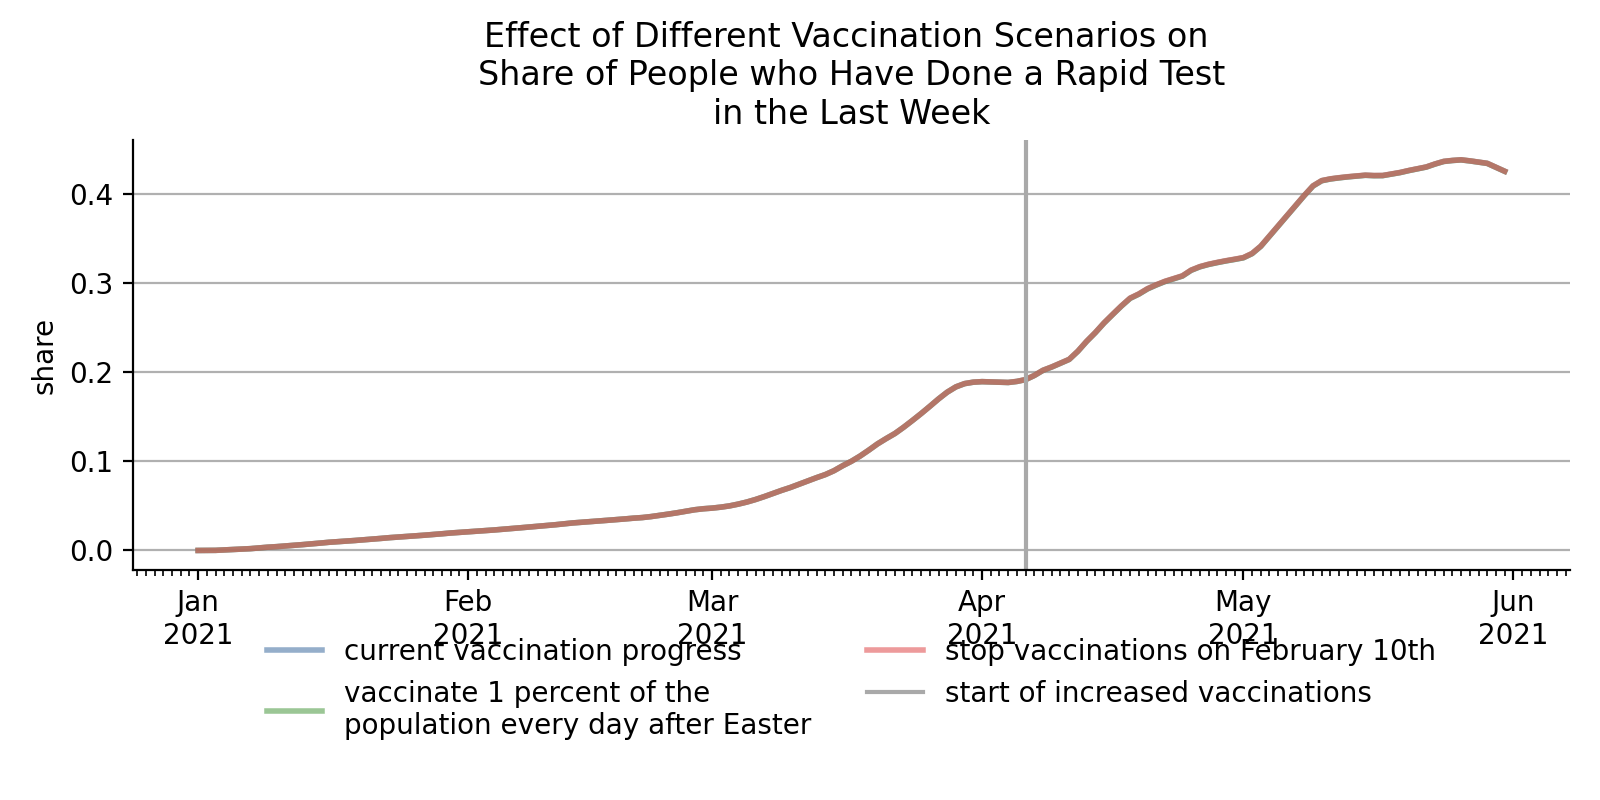 Effect of Different Vaccination Scenarios on
Share of People who Have Done a Rapid Test
in the Last Week
share
0.4
0.3
0.2
0.1
0.0
Jan
2021
Feb
2021
Mar
2021
Apr
2021
May
2021
Jun
2021
current vaccination progress
vaccinate 1 percent of the
population every day after Easter
stop vaccinations on February 10th
start of increased vaccinations